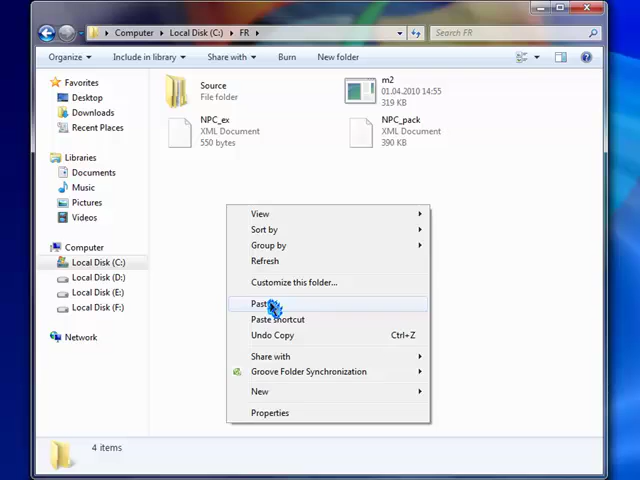 Computer ▸ Local Disk (C:) ▸ FR ▸
Search FR
Organize
Include in library
Share with
Burn
New folder
Favorites
Desktop
Downloads
Recent Places
Libraries
Documents
Music
Pictures
Videos
Computer
Local Disk (C:)
Local Disk (D:)
Local Disk (E:)
Local Disk (F:)
Network
Source
File folder
m2
01.04.2010 14:55
319 KB
NPC_ex
XML Document
550 bytes
NPC_pack
XML Document
390 KB
View
Sort by
Group by
Refresh
Customize this folder...
Paste shortcut
Undo Copy Ctrl+Z
Share with
Groove Folder Synchronization
New
Properties
4 items